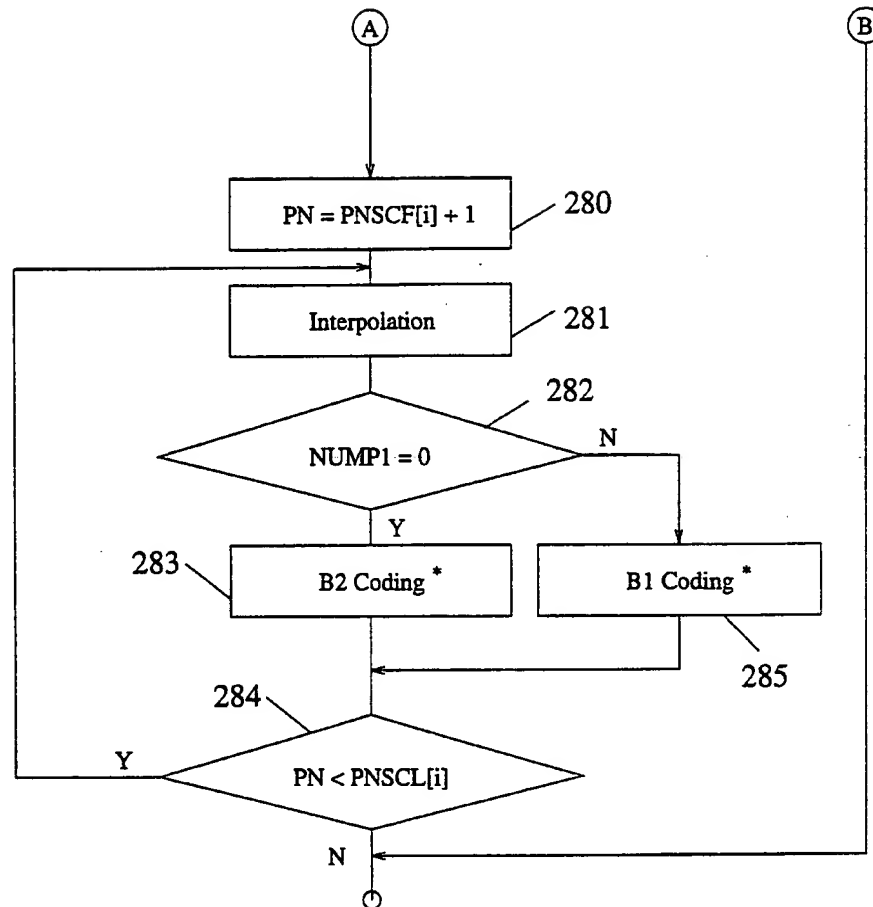 A
B
PN = PNSCF[i] + 1
280
Interpolation
281
282
NUMP1 = 0
N
Y
283
B2 Coding *
B1 Coding *
285
284
Y
PN < PNSCL[i]
N